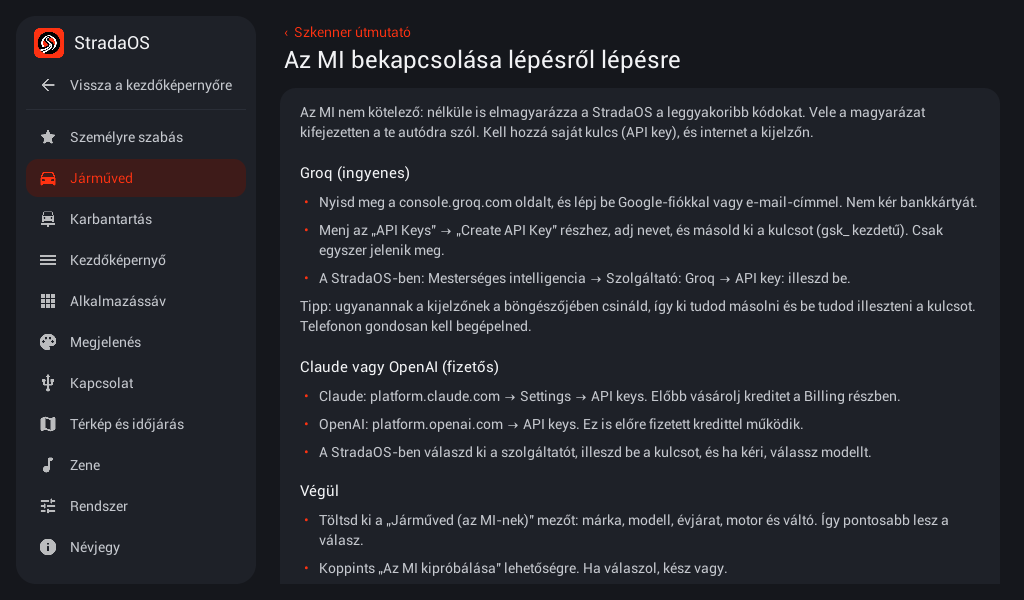 StradaOS
Vissza a kezdőképernyőre
Személyre szabás
Járműved
Karbantartás
Kezdőképernyő
Alkalmazássáv
Megjelenés
Kapcsolat
Térkép és időjárás
Zene
Rendszer
Névjegy
‹ Szkenner útmutató
Az MI bekapcsolása lépésről lépésre
Az MI nem kötelező: nélküle is elmagyarázza a StradaOS a leggyakoribb kódokat. Vele a magyarázat
kifejezetten a te autódra szól. Kell hozzá saját kulcs (API key), és internet a kijelzőn.
Groq (ingyenes)
• Nyisd meg a console.groq.com oldalt, és lépj be Google-fiókkal vagy e-mail-címmel. Nem kér bankkártyát.
• Menj az „API Keys” → „Create API Key” részhez, adj nevet, és másold ki a kulcsot (gsk_ kezdetű). Csak
egyszer jelenik meg.
• A StradaOS-ben: Mesterséges intelligencia → Szolgáltató: Groq → API key: illeszd be.
Tipp: ugyanannak a kijelzőnek a böngészőjében csináld, így ki tudod másolni és be tudod illeszteni a kulcsot.
Telefonon gondosan kell begépelned.
Claude vagy OpenAI (fizetős)
• Claude: platform.claude.com → Settings → API keys. Előbb vásárolj kreditet a Billing részben.
• OpenAI: platform.openai.com → API keys. Ez is előre fizetett kredittel működik.
• A StradaOS-ben válaszd ki a szolgáltatót, illeszd be a kulcsot, és ha kéri, válassz modellt.
Végül
• Töltsd ki a „Járműved (az MI-nek)” mezőt: márka, modell, évjárat, motor és váltó. Így pontosabb lesz a
válasz.
• Koppints „Az MI kipróbálása” lehetőségre. Ha válaszol, kész vagy.